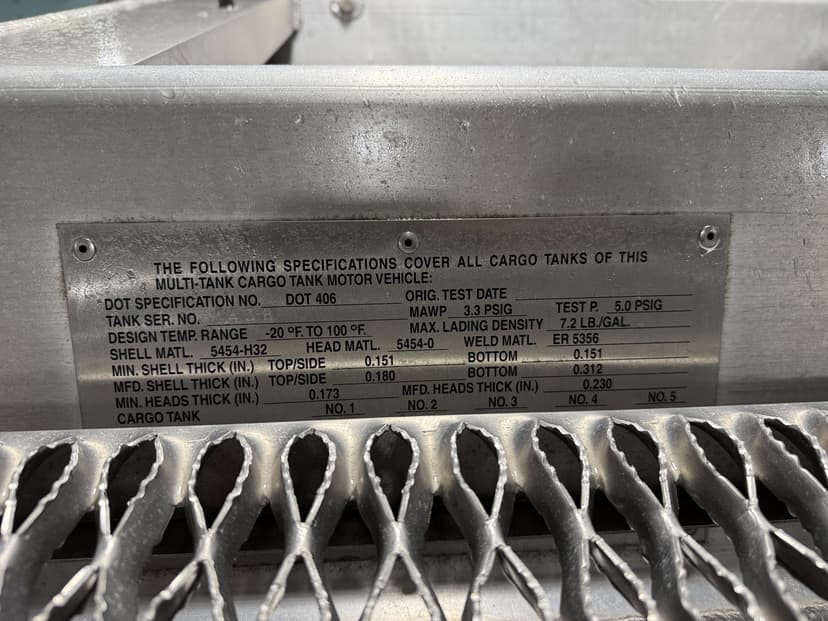 THE FOLLOWING SPECIFICATIONS COVER ALL CARGO TANKS OF THIS
MULTI-TANK CARGO TANK MOTOR VEHICLE:
DOT SPECIFICATION NO. DOT 406 ORIG. TEST DATE
TANK SER. NO. MAWP 3.3 PSIG TEST P. 5.0 PSIG
DESIGN TEMP. RANGE -20 °F. TO 100 °F. MAX. LADING DENSITY 7.2 LB./GAL.
SHELL MATL. 5454-H32 HEAD MATL. 5454-0 WELD MATL. ER 5356
MIN. SHELL THICK (IN.) TOP/SIDE 0.151 BOTTOM 0.151
MFD. SHELL THICK (IN.) TOP/SIDE 0.180 BOTTOM 0.312
MIN. HEADS THICK (IN.) 0.173 MFD. HEADS THICK (IN.) 0.230
CARGO TANK NO. 1 NO. 2 NO. 3 NO. 4 NO. 5